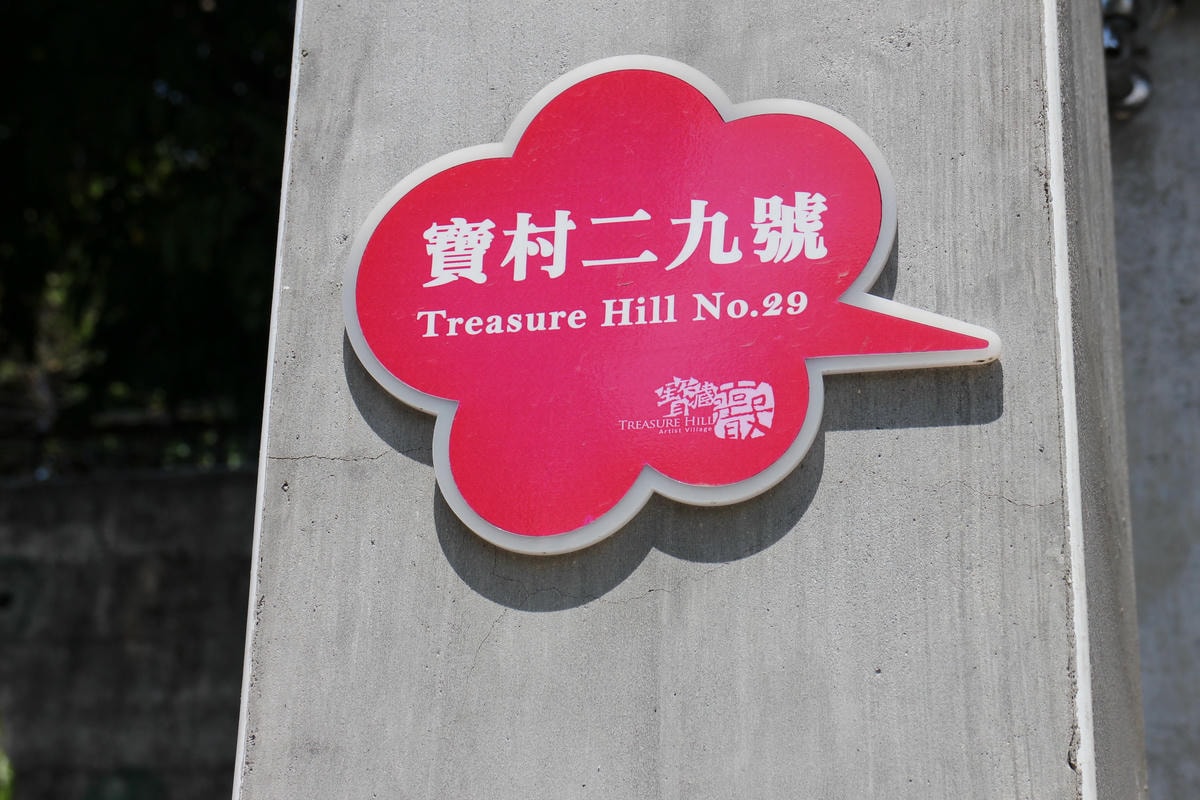 寶村二九號
Treasure Hill No.29
寶藏巖
TREASURE HILL
Artist Village